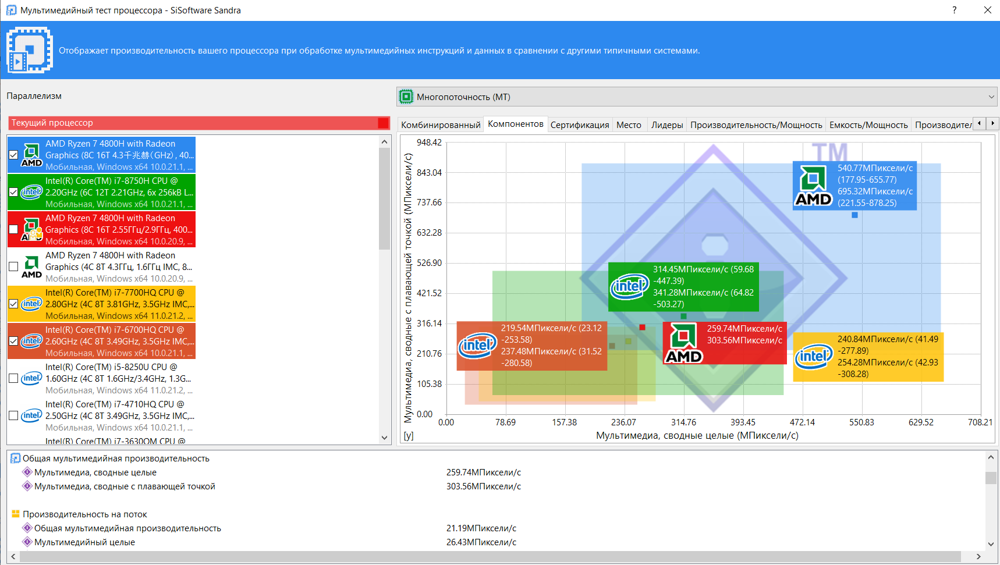 Мультимедийный тест процессора - SiSoftware Sandra
?
Отображает производительность вашего процессора при обработке мультимедийных инструкций и данных в сравнении с другими типичными системами.
Параллелизм
Многопоточность (МТ)
Текущий процессор
AMD Ryzen 7 4800H with Radeon
Graphics (8C 16T 4.3千兆赫(GHz), 40...
Мобильная, Windows x64 10.0.21.1, ...
AMD
Intel(R) Core(TM) i7-8750H CPU @
2.20GHz (6C 12T 2.21GHz, 6x 256kB L...
Мобильная, Windows x64 10.0.21.1, ...
intel
AMD Ryzen 7 4800H with Radeon
Graphics (8C 16T 2.55ГГц/2.9ГГц, 400...
Мобильная, Windows x64 10.0.20.9, ...
AMD Ryzen 7 4800H with Radeon
Graphics (4C 8T 4.3ГГц, 1.6ГГц IMC, 8...
Мобильная, Windows x64 10.0.20.9, ...
AMD
Intel(R) Core(TM) i7-7700HQ CPU @
2.80GHz (4C 8T 3.81GHz, 3.5GHz IMC,...
Мобильная, Windows x64 11.0.21.2, ...
intel
Intel(R) Core(TM) i7-6700HQ CPU @
2.60GHz (4C 8T 3.49GHz, 3.5GHz IMC,...
Мобильная, Windows x64 10.0.21.1, ...
intel
Intel(R) Core(TM) i5-8250U CPU @
1.60GHz (4C 8T 1.6GHz/3.4GHz, 1.3G...
Мобильная, Windows x64 11.0.21.2, ...
intel
Intel(R) Core(TM) i7-4710HQ CPU @
2.50GHz (4C 8T 3.49GHz, 3.5GHz IMC,...
Мобильная, Windows x64 10.0.21.1, ...
intel
Intel(R) Core(TM) i7-3630QM CPU @
Комбинированный Компонентов Сертификация Место Лидеры Производительность/Мощность Емкость/Мощность Производител
948.42
843.04
737.66
632.28
526.90
421.52
316.14
210.76
105.38
0.00
Мультимедиа, сводные с плавающей точкой (МПиксели/с)
TM
AMD
540.77МПиксели/с
(177.95-655.77)
695.32МПиксели/с
(221.55-878.25)
intel
314.45МПиксели/с (59.68
-447.39)
341.28МПиксели/с (64.82
-503.27)
intel
219.54МПиксели/с (23.12
-253.58)
237.48МПиксели/с (31.52
-280.58)
AMD
259.74МПиксели/с
303.56МПиксели/с
intel
240.84МПиксели/с (41.49
-277.89)
254.28МПиксели/с (42.93
-308.28)
0.00 78.69 157.38 236.07 314.76 393.45 472.14 550.83 629.52 708.21
[y]
Мультимедиа, сводные целые (МПиксели/с)
Общая мультимедийная производительность
Мультимедиа, сводные целые 259.74МПиксели/с
Мультимедиа, сводные с плавающей точкой 303.56МПиксели/с
Производительность на поток
Общая мультимедийная производительность 21.19МПиксели/с
Мультимедийный целые 26.43МПиксели/с